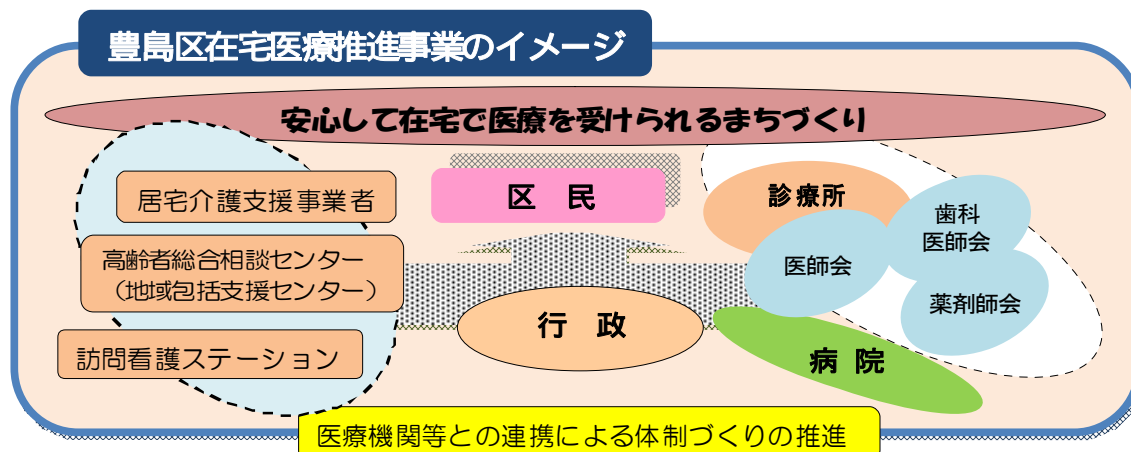 豊島区在宅医療推進事業のイメージ
安心して在宅で医療を受けられるまちづくり
居宅介護支援事業者
高齢者総合相談センター
（地域包括支援センター）
訪問看護ステーション
区 民
行 政
診療所
医師会
歯科
医師会
薬剤師会
病 院
医療機関等との連携による体制づくりの推進